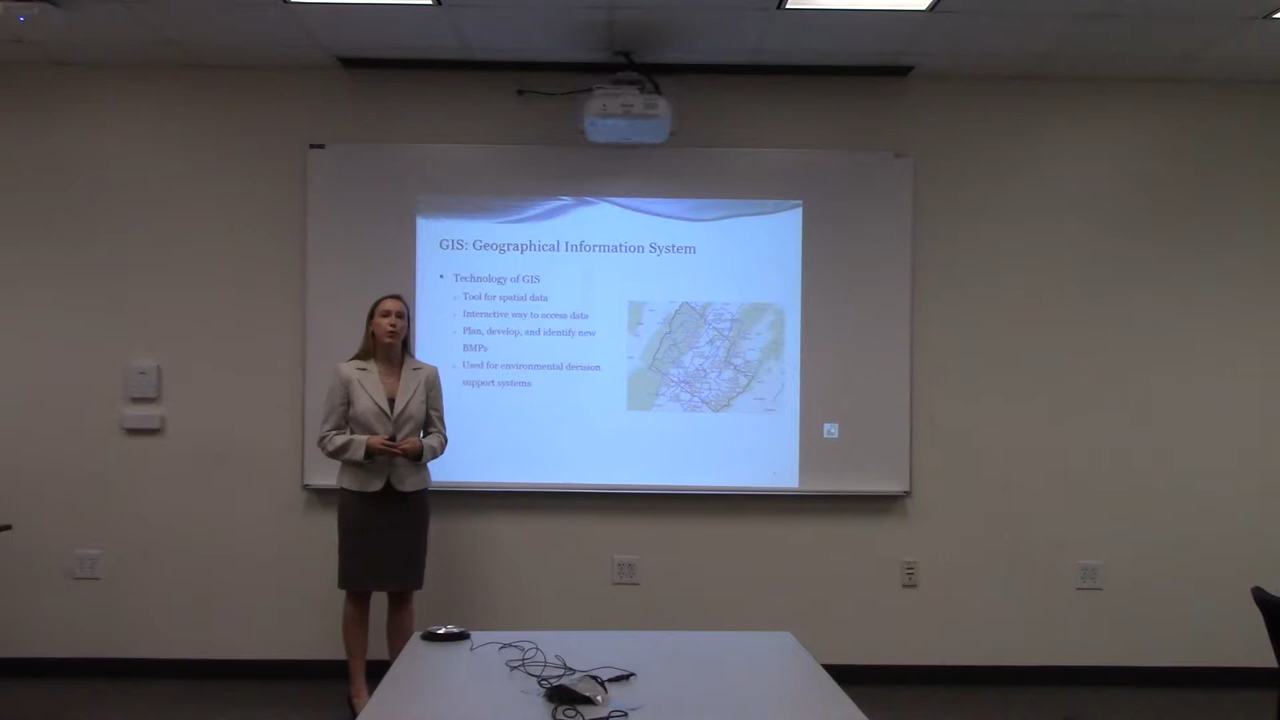 GIS: Geographical Information System
Technology of GIS
Tool for spatial data
Interactive way to access data
Plan, develop, and identify new
BMPs
Used for environmental decision
support systems